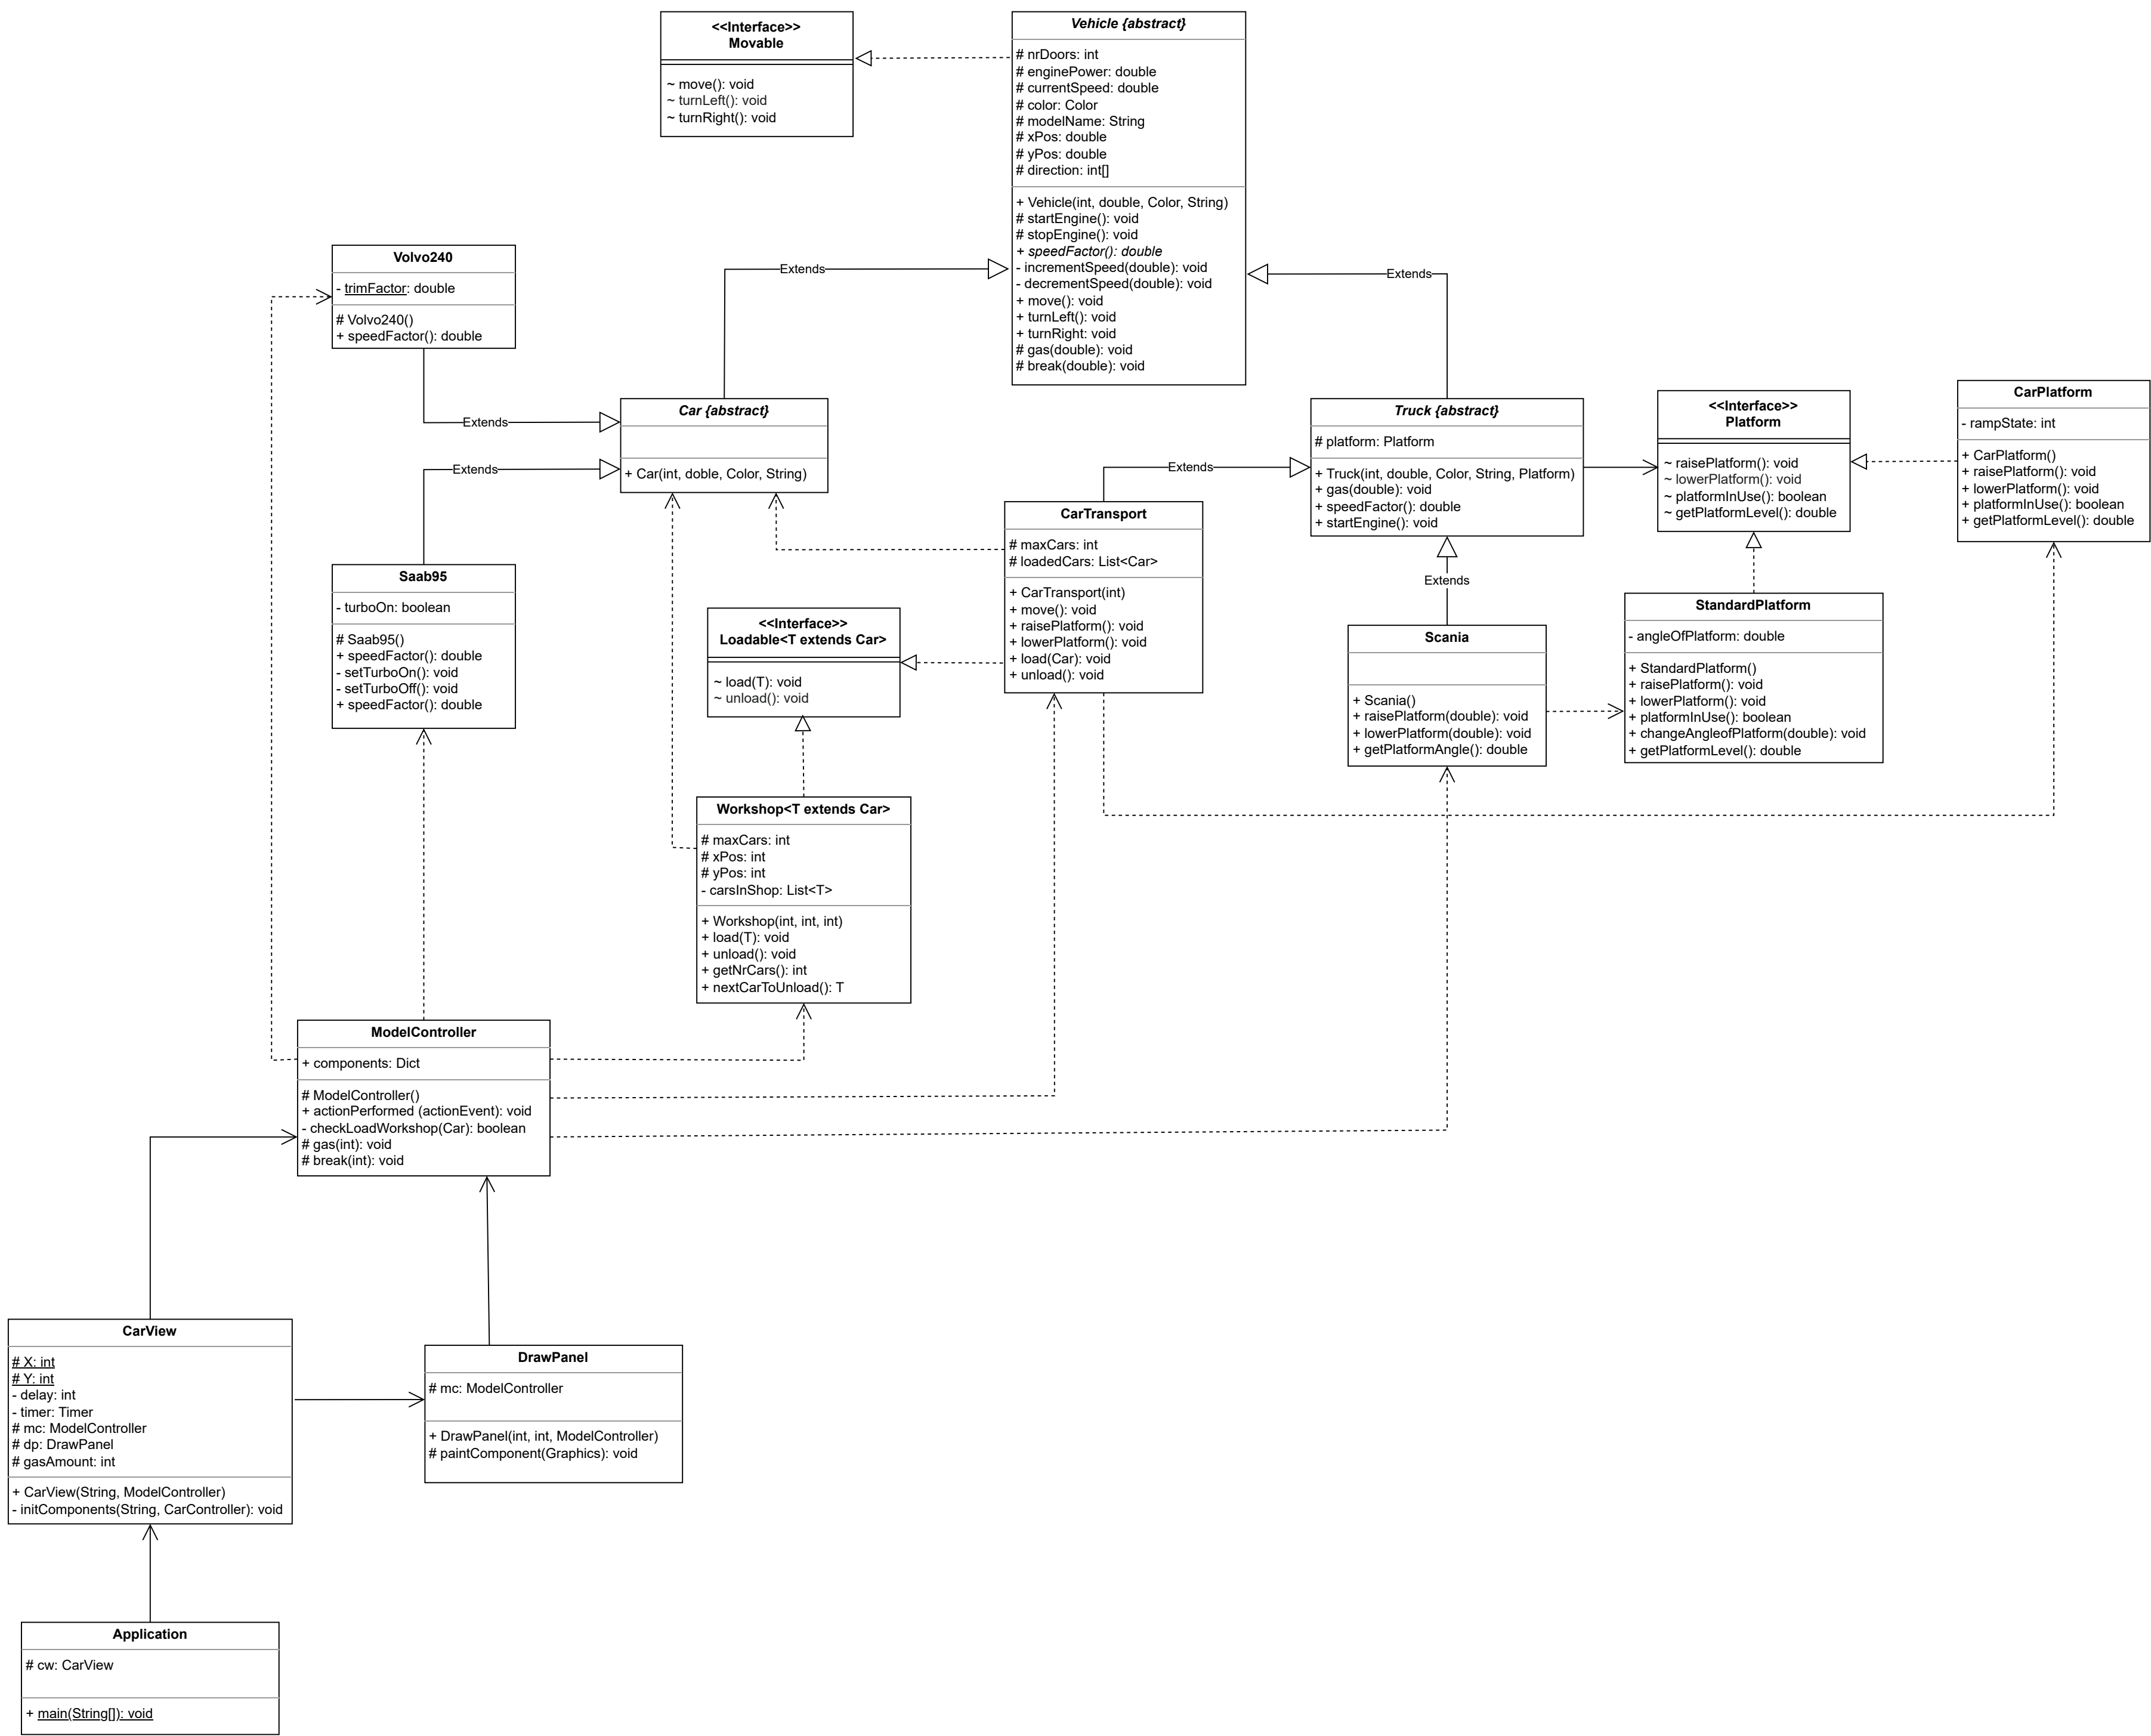 <<Interface>>
Movable
~ move(): void
~ turnLeft(): void
~ turnRight(): void
Vehicle {abstract}
# nrDoors: int
# enginePower: double
# currentSpeed: double
# color: Color
# modelName: String
# xPos: double
# yPos: double
# direction: int[]
+ Vehicle(int, double, Color, String)
# startEngine(): void
# stopEngine(): void
+ speedFactor(): double
- incrementSpeed(double): void
- decrementSpeed(double): void
+ move(): void
+ turnLeft(): void
+ turnRight: void
# gas(double): void
# break(double): void
Volvo240
- trimFactor: double
# Volvo240()
+ speedFactor(): double
Extends
Extends
Extends
Extends
Car {abstract}
+ Car(int, doble, Color, String)
Truck {abstract}
# platform: Platform
+ Truck(int, double, Color, String, Platform)
+ gas(double): void
+ speedFactor(): double
+ startEngine(): void
<<Interface>>
Platform
~ raisePlatform(): void
~ lowerPlatform(): void
~ platformInUse(): boolean
~ getPlatformLevel(): double
CarPlatform
- rampState: int
+ CarPlatform()
+ raisePlatform(): void
+ lowerPlatform(): void
+ platformInUse(): boolean
+ getPlatformLevel(): double
Extends
CarTransport
# maxCars: int
# loadedCars: List<Car>
+ CarTransport(int)
+ move(): void
+ raisePlatform(): void
+ lowerPlatform(): void
+ load(Car): void
+ unload(): void
Saab95
- turboOn: boolean
# Saab95()
+ speedFactor(): double
- setTurboOn(): void
- setTurboOff(): void
+ speedFactor(): double
<<Interface>>
Loadable<T extends Car>
~ load(T): void
~ unload(): void
Extends
Scania
+ Scania()
+ raisePlatform(double): void
+ lowerPlatform(double): void
+ getPlatformAngle(): double
StandardPlatform
- angleOfPlatform: double
+ StandardPlatform()
+ raisePlatform(): void
+ lowerPlatform(): void
+ platformInUse(): boolean
+ changeAngleofPlatform(double): void
+ getPlatformLevel(): double
Workshop<T extends Car>
# maxCars: int
# xPos: int
# yPos: int
- carsInShop: List<T>
+ Workshop(int, int, int)
+ load(T): void
+ unload(): void
+ getNrCars(): int
+ nextCarToUnload(): T
ModelController
+ components: Dict
# ModelController()
+ actionPerformed (actionEvent): void
- checkLoadWorkshop(Car): boolean
# gas(int): void
# break(int): void
CarView
# X: int
# Y: int
- delay: int
- timer: Timer
# mc: ModelController
# dp: DrawPanel
# gasAmount: int
+ CarView(String, ModelController)
- initComponents(String, CarController): void
DrawPanel
# mc: ModelController
+ DrawPanel(int, int, ModelController)
# paintComponent(Graphics): void
Application
# cw: CarView
+ main(String[]): void